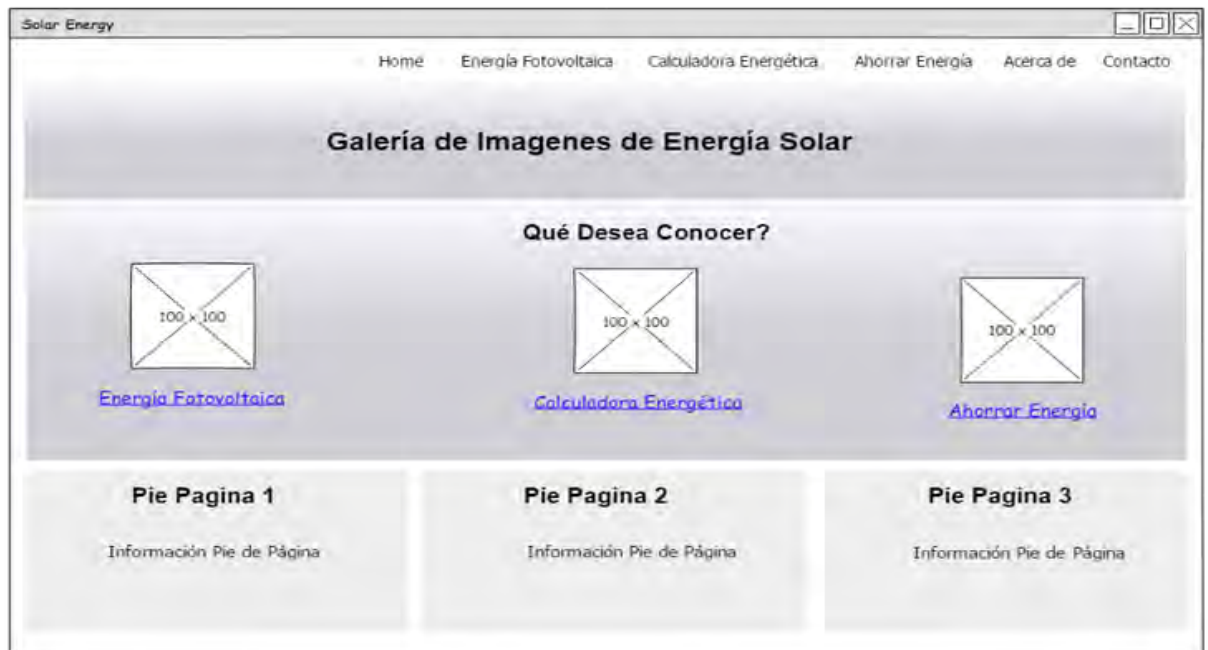 Solar Energy
Home Energía Fotovoltaica Calculadora Energética Ahorrar Energía Acerca de Contacto
Galería de Imagenes de Energía Solar
Qué Desea Conocer?
100 x 100 100 x 100 100 x 100
Energía Fotovoltaica Calculadora Energética Ahorrar Energía
Pie Pagina 1 Pie Pagina 2 Pie Pagina 3
Información Pie de Página Información Pie de Página Información Pie de Página